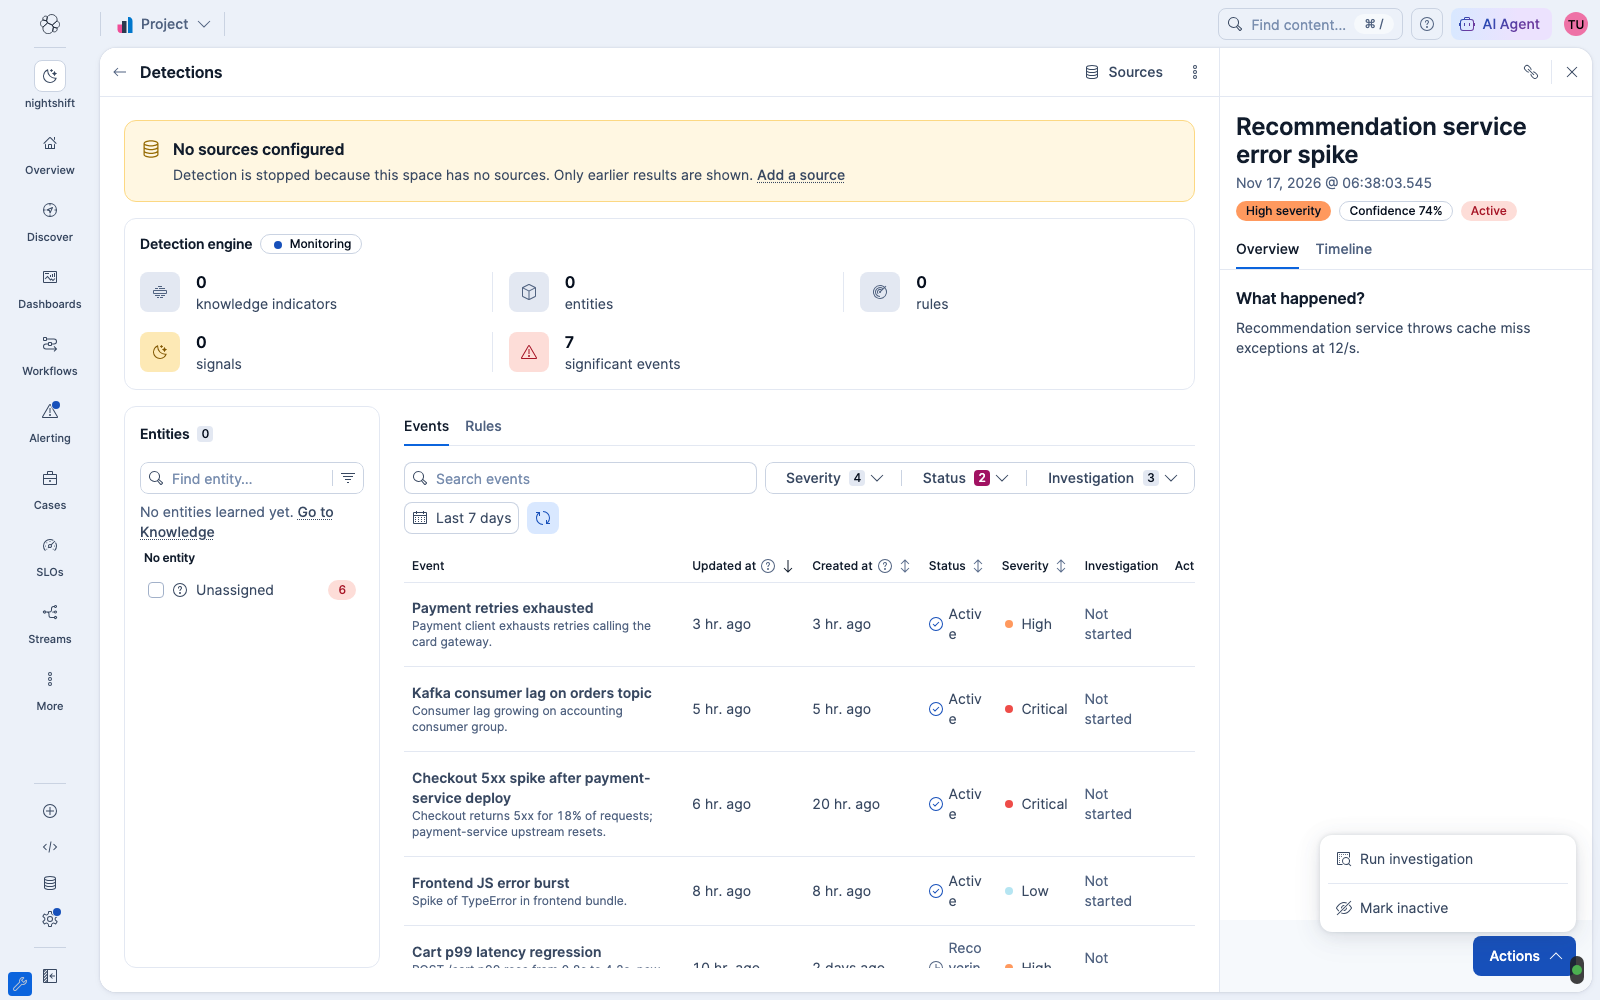 Project
Find content...
⌘ /
AI Agent
TU
nightshift
Overview
Discover
Dashboards
Workflows
Alerting
Cases
SLOs
Streams
More
Detections
Sources
No sources configured
Detection is stopped because this space has no sources. Only earlier results are shown. Add a source
Detection engine
Monitoring
0
knowledge indicators
0
entities
0
rules
0
signals
7
significant events
Entities 0
Find entity...
No entities learned yet. Go to
Knowledge
No entity
Unassigned 6
Events Rules
Search events
Severity 4
Status 2
Investigation 3
Last 7 days
Event Updated at Created at Status Severity Investigation Act
Payment retries exhausted
Payment client exhausts retries calling the
card gateway.
3 hr. ago
3 hr. ago
Activ
e
High
Not
started
Kafka consumer lag on orders topic
Consumer lag growing on accounting
consumer group.
5 hr. ago
5 hr. ago
Activ
e
Critical
Not
started
Checkout 5xx spike after payment-
service deploy
Checkout returns 5xx for 18% of requests;
payment-service upstream resets.
6 hr. ago
20 hr. ago
Activ
e
Critical
Not
started
Frontend JS error burst
Spike of TypeError in frontend bundle.
8 hr. ago
8 hr. ago
Activ
e
Low
Not
started
Cart p99 latency regression
10 hr. ago
2 days ago
Reco
verin
High
Not
Recommendation service
error spike
Nov 17, 2026 @ 06:38:03.545
High severity
Confidence 74%
Active
Overview Timeline
What happened?
Recommendation service throws cache miss
exceptions at 12/s.
Run investigation
Mark inactive
Actions